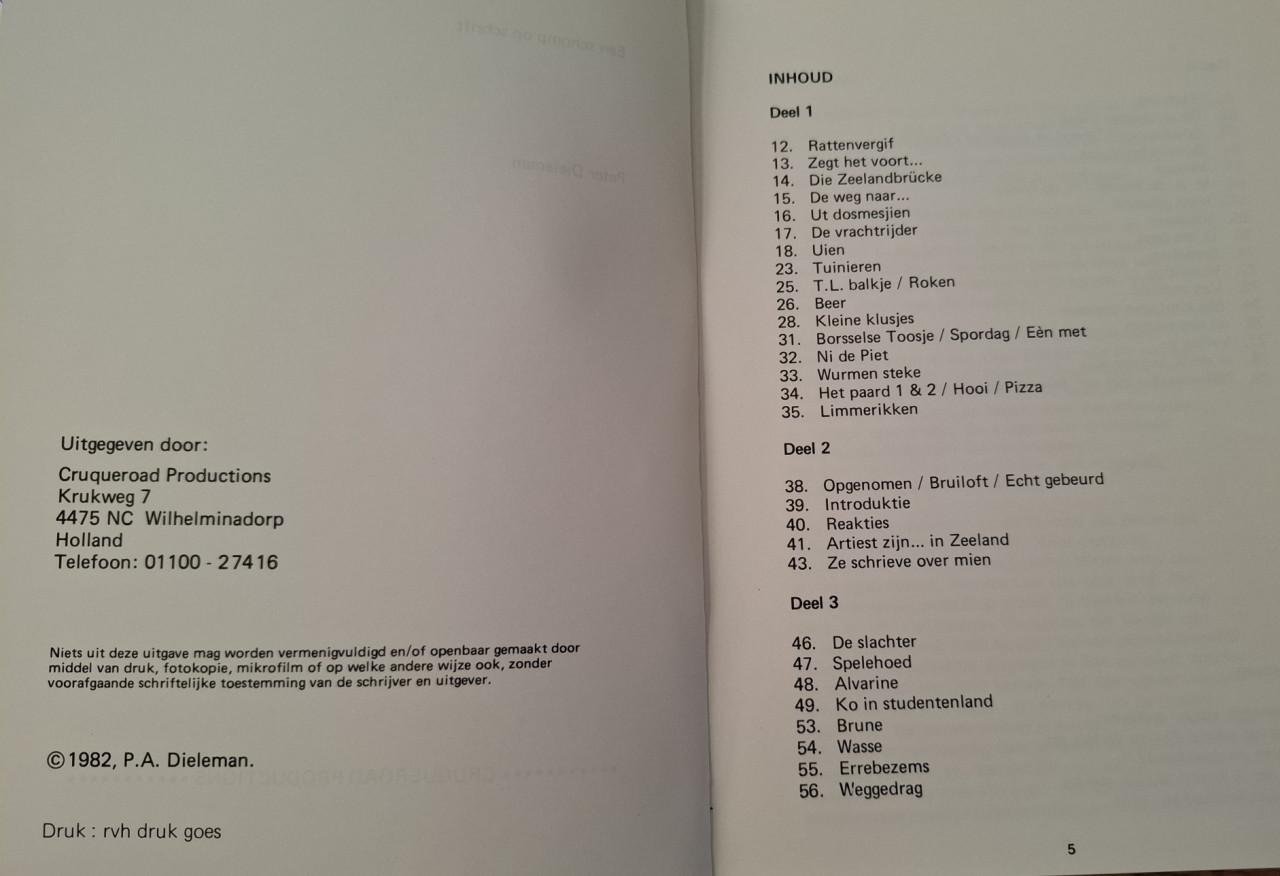 Uitgegeven door:
Cruqueroad Productions
Krukweg 7
4475 NC Wilhelminadorp
Holland
Telefoon: 01100 - 27416
Niets uit deze uitgave mag worden vermenigvuldigd en/of openbaar gemaakt door
middel van druk, fotokopie, mikrofilm of op welke andere wijze ook, zonder
voorafgaande schriftelijke toestemming van de schrijver en uitgever.
©1982, P.A. Dieleman.
Druk : rvh druk goes
INHOUD
Deel 1
12. Rattenvergif
13. Zegt het voort...
14. Die Zeelandbrücke
15. De weg naar...
16. Ut dosmesjien
17. De vrachtrijder
18. Uien
23. Tuinieren
25. T.L. balkje / Roken
26. Beer
28. Kleine klusjes
31. Borsselse Toosje / Spordag / Eèn met
32. Ni de Piet
33. Wurmen steke
34. Het paard 1 & 2 / Hooi / Pizza
35. Limmerikken
Deel 2
38. Opgenomen / Bruiloft / Echt gebeurd
39. Introduktie
40. Reakties
41. Artiest zijn... in Zeeland
43. Ze schrieve over mien
Deel 3
46. De slachter
47. Spelehoed
48. Alvarine
49. Ko in studentenland
53. Brune
54. Wasse
55. Errebezems
56. Weggedrag
5